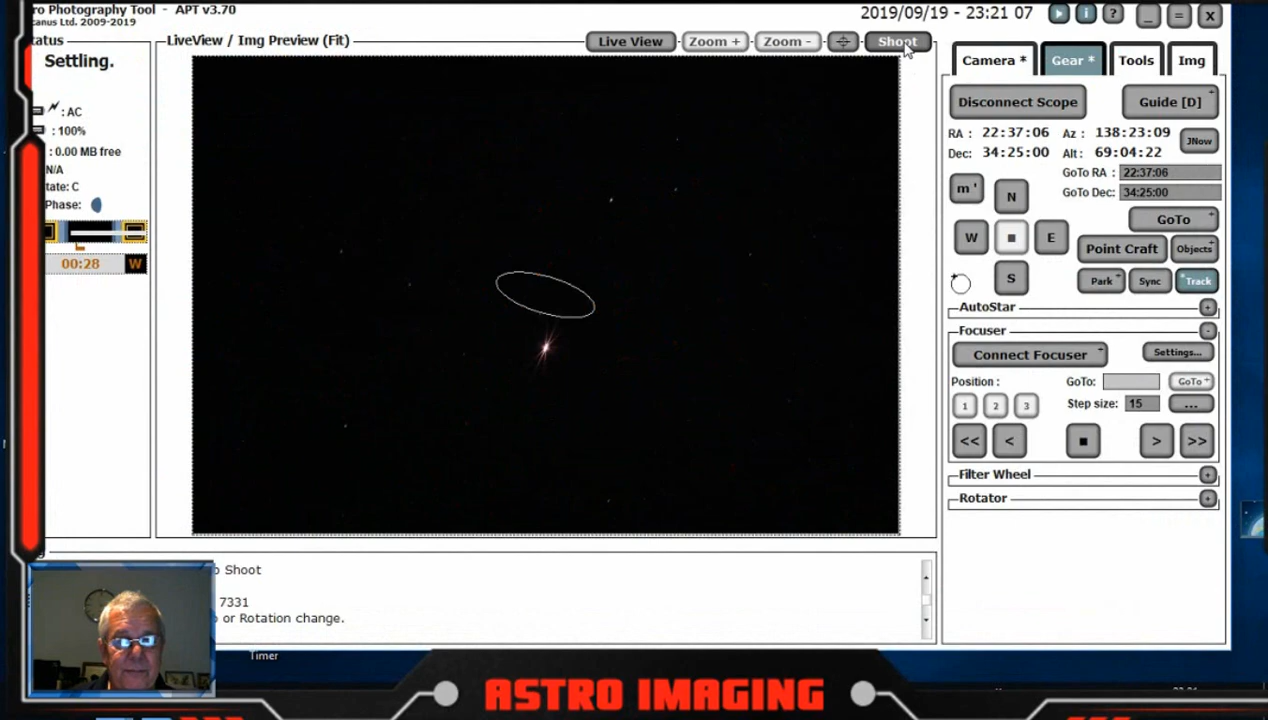 ro Photography Tool - APT v3.70
canus Ltd. 2009-2019
2019/09/19 - 23:21 07
atus
LiveView / Img Preview (Fit)
Live View
Zoom +
Zoom -
Shoot
Settling.
: AC
: 100%
: 0.00 MB free
N/A
tate: C
Phase:
00:28
W
Camera *
Gear *
Tools
Img
Disconnect Scope
Guide [D]
RA : 22:37:06 Az : 138:23:09
Dec: 34:25:00 Alt : 69:04:22
JNow
GoTo RA : 22:37:06
GoTo Dec: 34:25:00
m '
N
GoTo
W
E
Point Craft
Objects
S
Park
Sync
Track
AutoStar
Focuser
Connect Focuser
Settings...
Position :
GoTo:
GoTo
1 2 3
Step size: 15
...
<< < > >>
Filter Wheel
Rotator
o Shoot
7331
or Rotation change.
Timer
ASTRO IMAGING